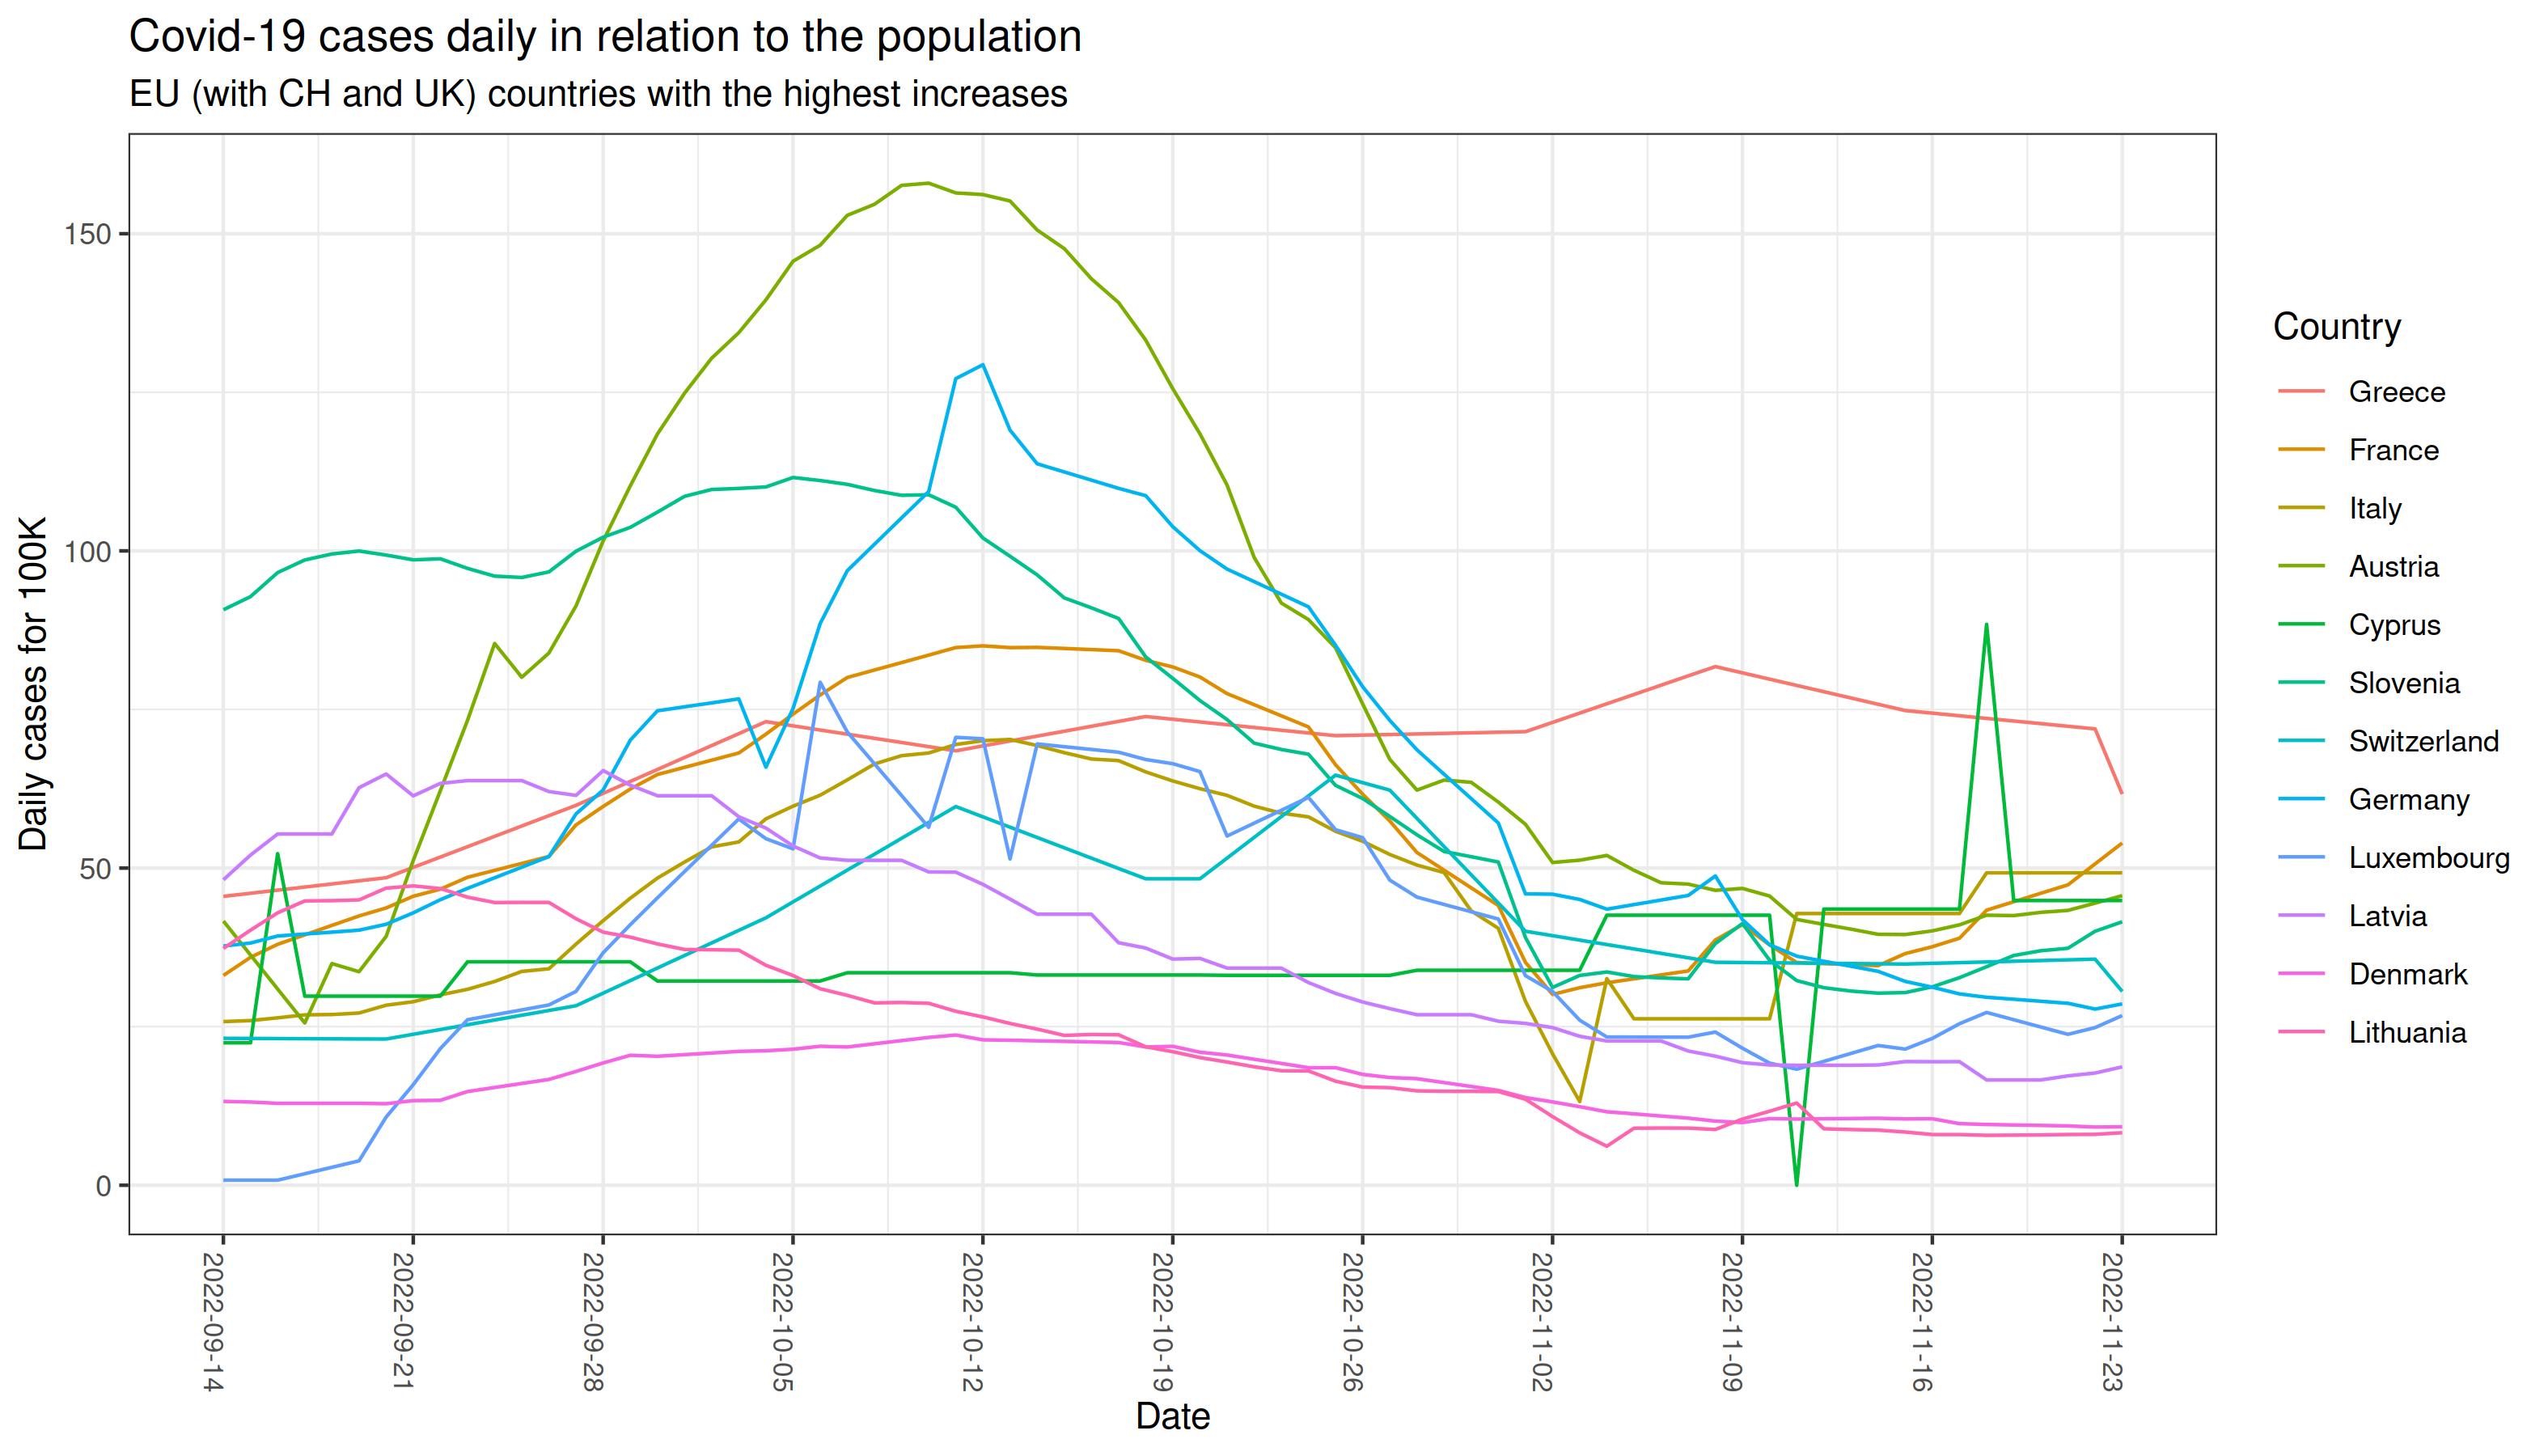 Covid-19 cases daily in relation to the population
EU (with CH and UK) countries with the highest increases
Daily cases for 100K
150
100
50
0
2022-09-14
2022-09-21
2022-09-28
2022-10-05
2022-10-12
2022-10-19
2022-10-26
2022-11-02
2022-11-09
2022-11-16
2022-11-23
Date
Country
Greece
France
Italy
Austria
Cyprus
Slovenia
Switzerland
Germany
Luxembourg
Latvia
Denmark
Lithuania